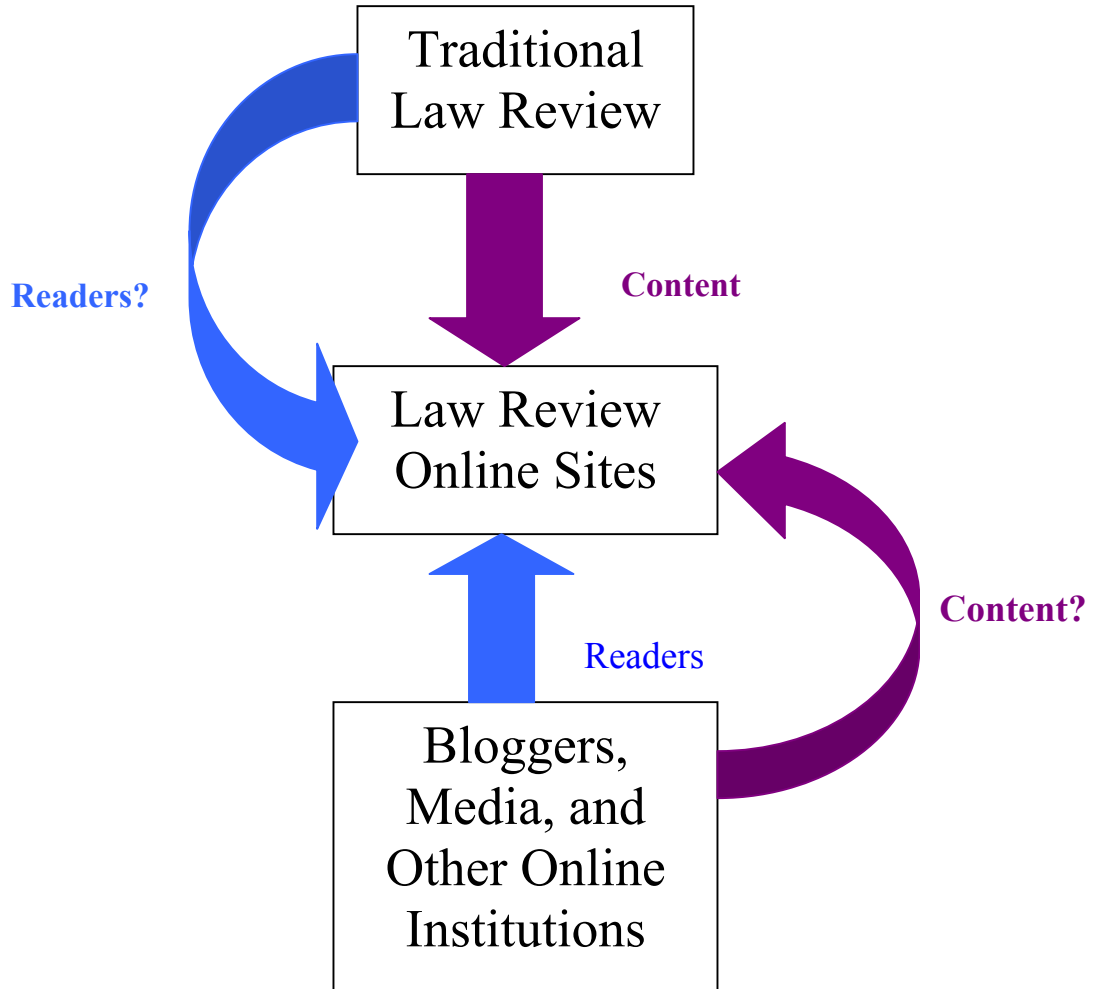 Traditional
Law Review
Readers?
Content
Law Review
Online Sites
Content?
Readers
Bloggers,
Media, and
Other Online
Institutions